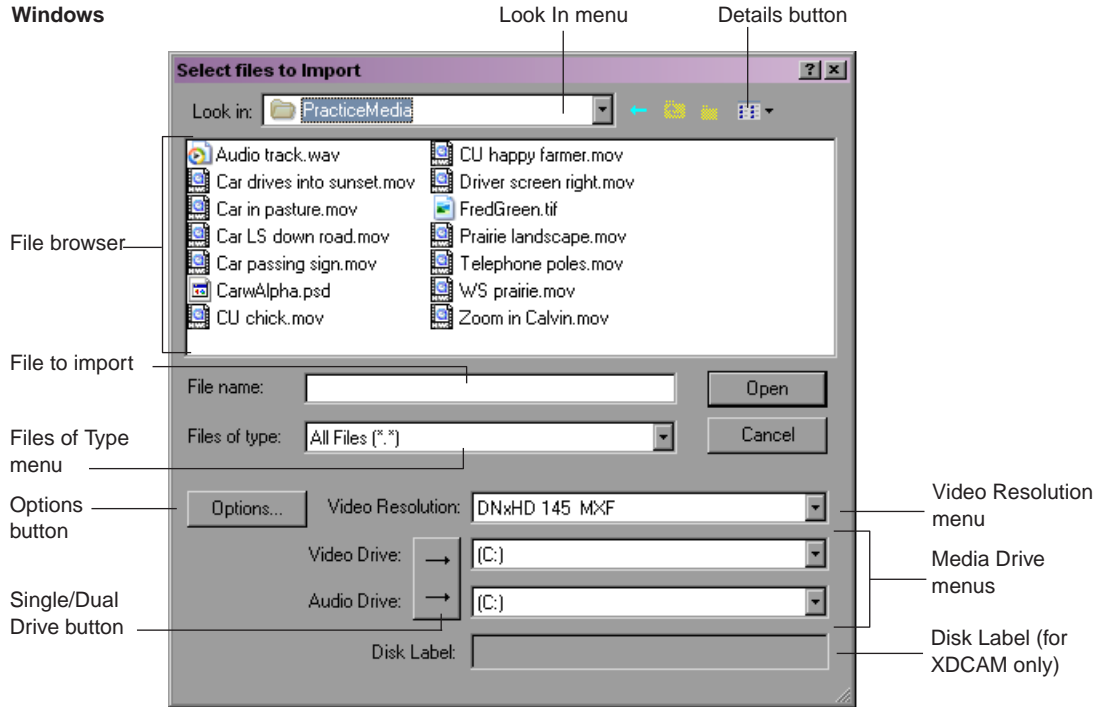 Windows
Look In menu
Details button
Select files to Import
Look in: PracticeMedia
Audio track.wav
Car drives into sunset.mov
Car in pasture.mov
Car LS down road.mov
Car passing sign.mov
CarwAlpha.psd
CU chick.mov
CU happy farmer.mov
Driver screen right.mov
FredGreen.tif
Prairie landscape.mov
Telephone poles.mov
WS prairie.mov
Zoom in Calvin.mov
File browser
File to import
File name:
Open
Files of Type
menu
Files of type: All Files (*.*)
Cancel
Options
button
Options...
Video Resolution: DNxHD 145 MXF
Video Resolution
menu
Video Drive: (C:)
Media Drive
menus
Single/Dual
Drive button
Audio Drive: (C:)
Disk Label:
Disk Label (for
XDCAM only)